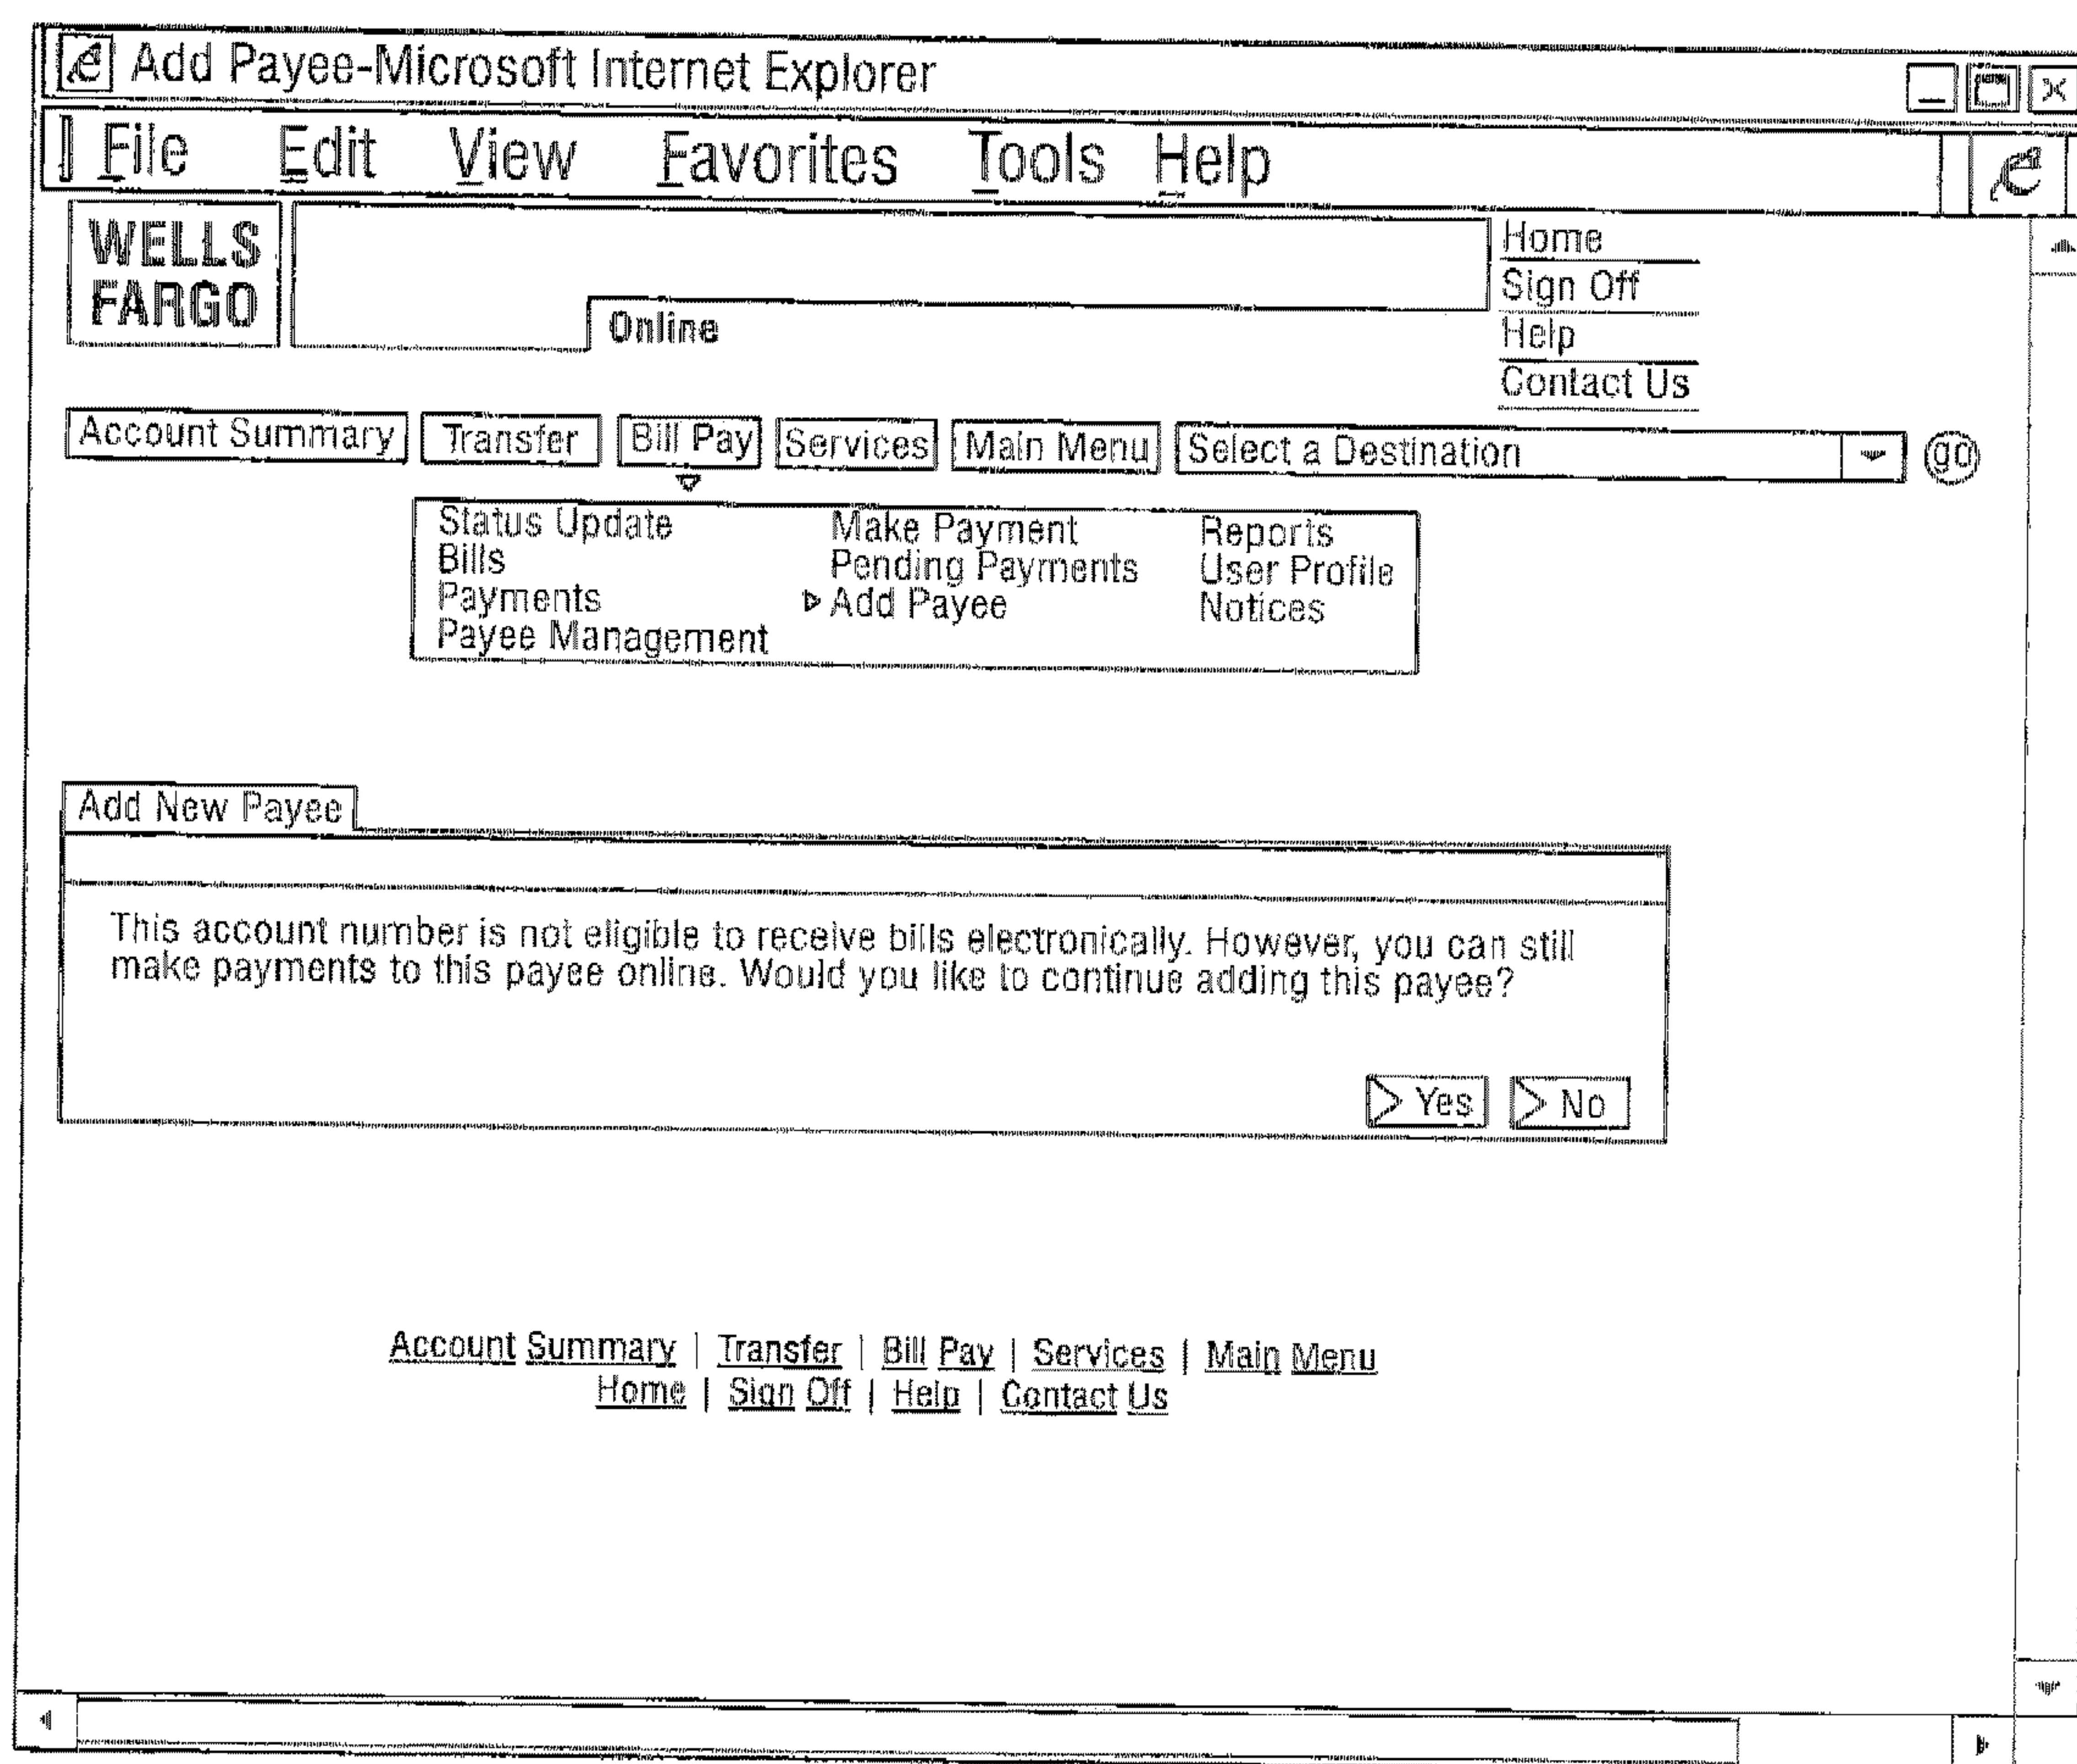 Add Payee-Microsoft Internet Explorer
File Edit View Favorites Tools Help
WELLS
FARGO
Online
Home
Sign Off
Help
Contact Us
Account Summary Transfer Bill Pay Services Main Menu Select a Destination go
Status Update Make Payment Reports
Bills Pending Payments User Profile
Payments Add Payee Notices
Payee Management
Add New Payee
This account number is not eligible to receive bills electronically. However, you can still
make payments to this payee online. Would you like to continue adding this payee?
Yes No
Account Summary | Transfer | Bill Pay | Services | Main Menu
Home | Sign Off | Help | Contact Us